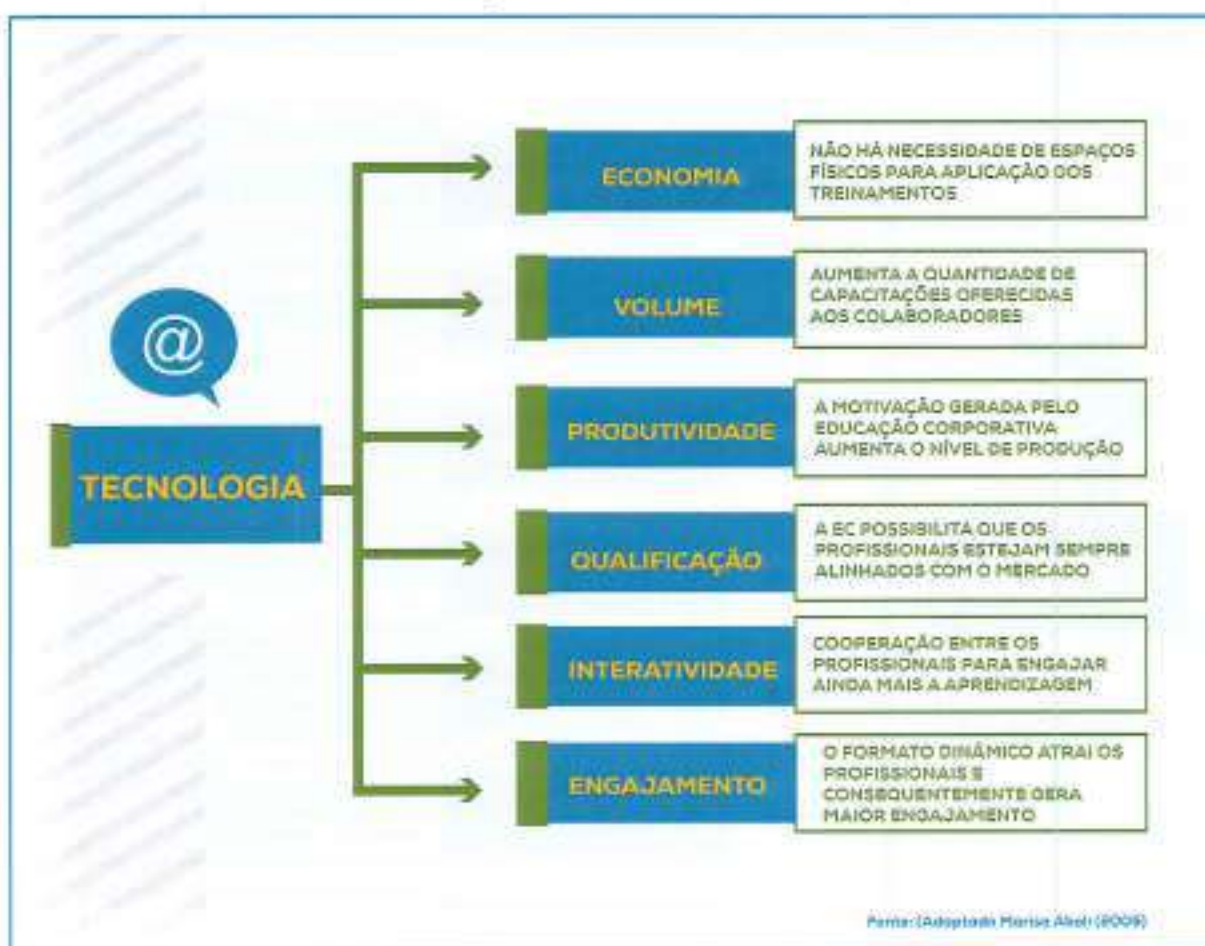 @
TECNOLOGIA
ECONOMIA
NÃO HÁ NECESSIDADE DE ESPAÇOS
FÍSICOS PARA APLICAÇÃO DOS
TREINAMENTOS
VOLUME
AUMENTA A QUANTIDADE DE
CAPACITAÇÕES OFERECIDAS
AOS COLABORADORES
PRODUTIVIDADE
A MOTIVAÇÃO GERADA PELO
EDUCAÇÃO CORPORATIVA
AUMENTA O NÍVEL DE PRODUÇÃO
QUALIFICAÇÃO
A EC POSSIBILITA QUE OS
PROFISSIONAIS ESTEJAM SEMPRE
ALINHADOS COM O MERCADO
INTERATIVIDADE
COOPERAÇÃO ENTRE OS
PROFISSIONAIS PARA ENGAJAR
AINDA MAIS A APRENDIZAGEM
ENGAJAMENTO
O FORMATO DINÂMICO ATRAI OS
PROFISSIONAIS E
CONSEQUENTEMENTE GERA
MAIOR ENGAJAMENTO
Fonte: (Adaptado Marisa